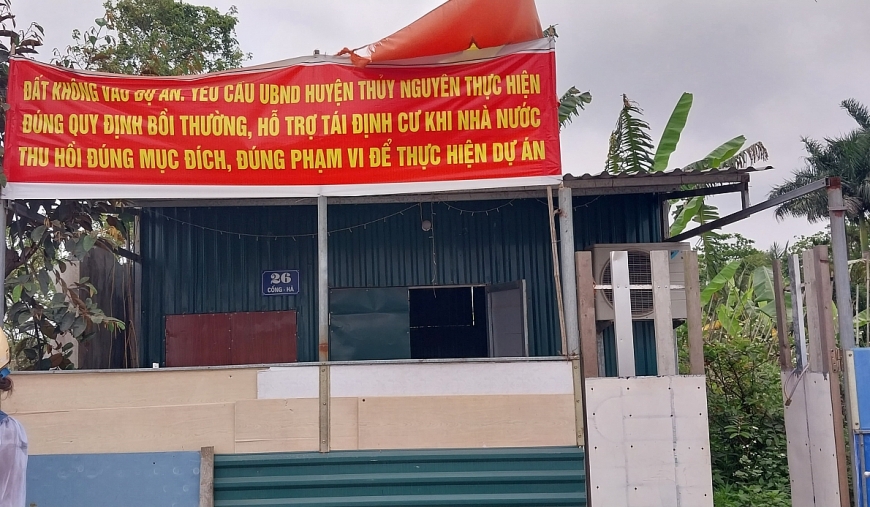 ĐẤT KHÔNG VÀO DỰ ÁN. YÊU CẦU UBND HUYỆN THỦY NGUYÊN THỰC HIỆN
ĐÚNG QUY ĐỊNH BỒI THƯỜNG, HỖ TRỢ TÁI ĐỊNH CƯ KHI NHÀ NƯỚC
THU HỒI ĐÚNG MỤC ĐÍCH, ĐÚNG PHẠM VI ĐỂ THỰC HIỆN DỰ ÁN
26
CỐNG - HÀ